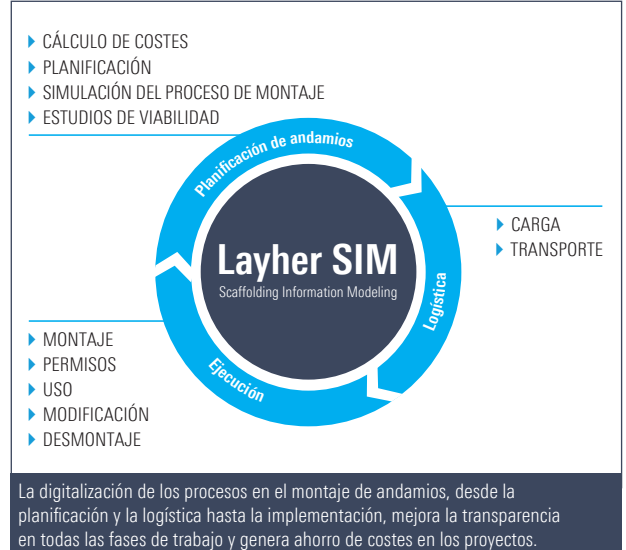 CÁLCULO DE COSTES
PLANIFICACIÓN
SIMULACIÓN DEL PROCESO DE MONTAJE
ESTUDIOS DE VIABILIDAD
Planificación de andamios
Layher SIM
Scaffolding Information Modeling
CARGA
TRANSPORTE
Logística
MONTAJE
PERMISOS
USO
MODIFICACIÓN
DESMONTAJE
Ejecución
La digitalización de los procesos en el montaje de andamios, desde la
planificación y la logística hasta la implementación, mejora la transparencia
en todas las fases de trabajo y genera ahorro de costes en los proyectos.